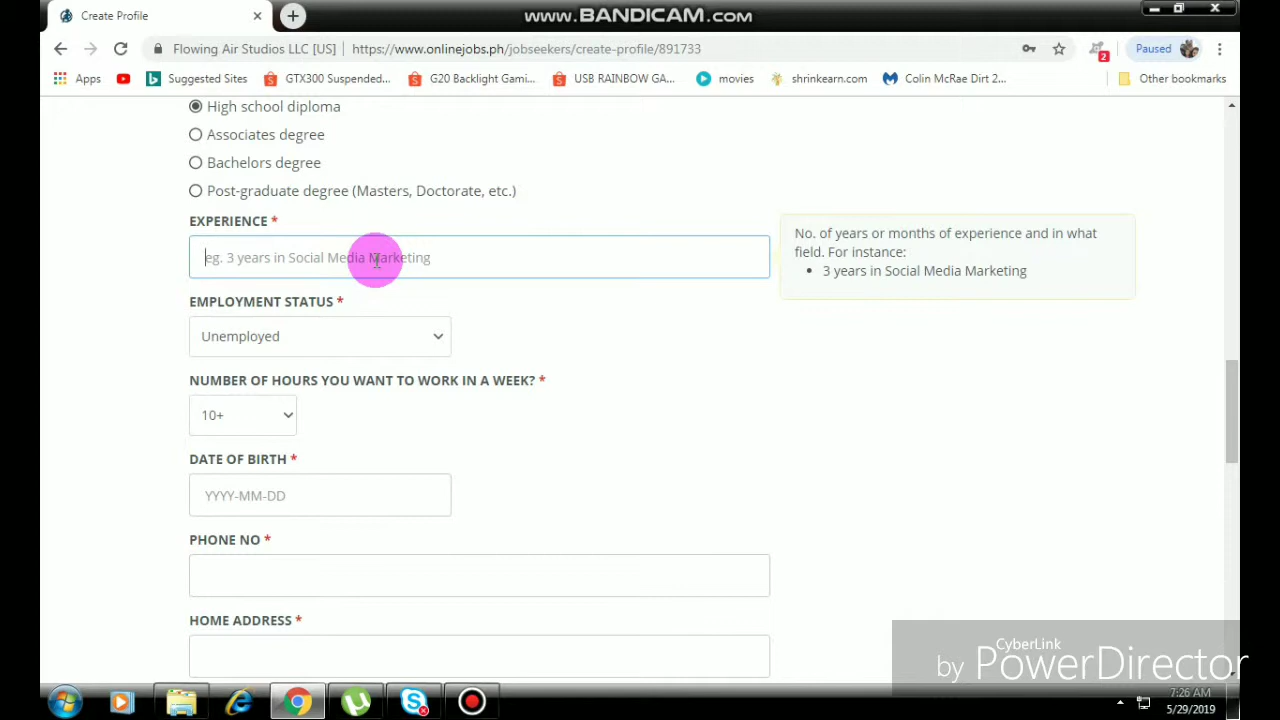 Create Profile
www.BANDICAM.com
Flowing Air Studios LLC [US] | https://www.onlinejobs.ph/jobseekers/create-profile/891733
2
Paused
Apps
Suggested Sites
GTX300 Suspended...
G20 Backlight Gami...
USB RAINBOW GA...
movies
shrinkearn.com
Colin McRae Dirt 2...
Other bookmarks
High school diploma
Associates degree
Bachelors degree
Post-graduate degree (Masters, Doctorate, etc.)
EXPERIENCE *
eg. 3 years in Social Media Marketing
No. of years or months of experience and in what
field. For instance:
• 3 years in Social Media Marketing
EMPLOYMENT STATUS *
Unemployed
NUMBER OF HOURS YOU WANT TO WORK IN A WEEK? *
10+
DATE OF BIRTH *
YYYY-MM-DD
PHONE NO *
HOME ADDRESS *
CyberLink
by PowerDirector
7:26 AM
5/29/2019